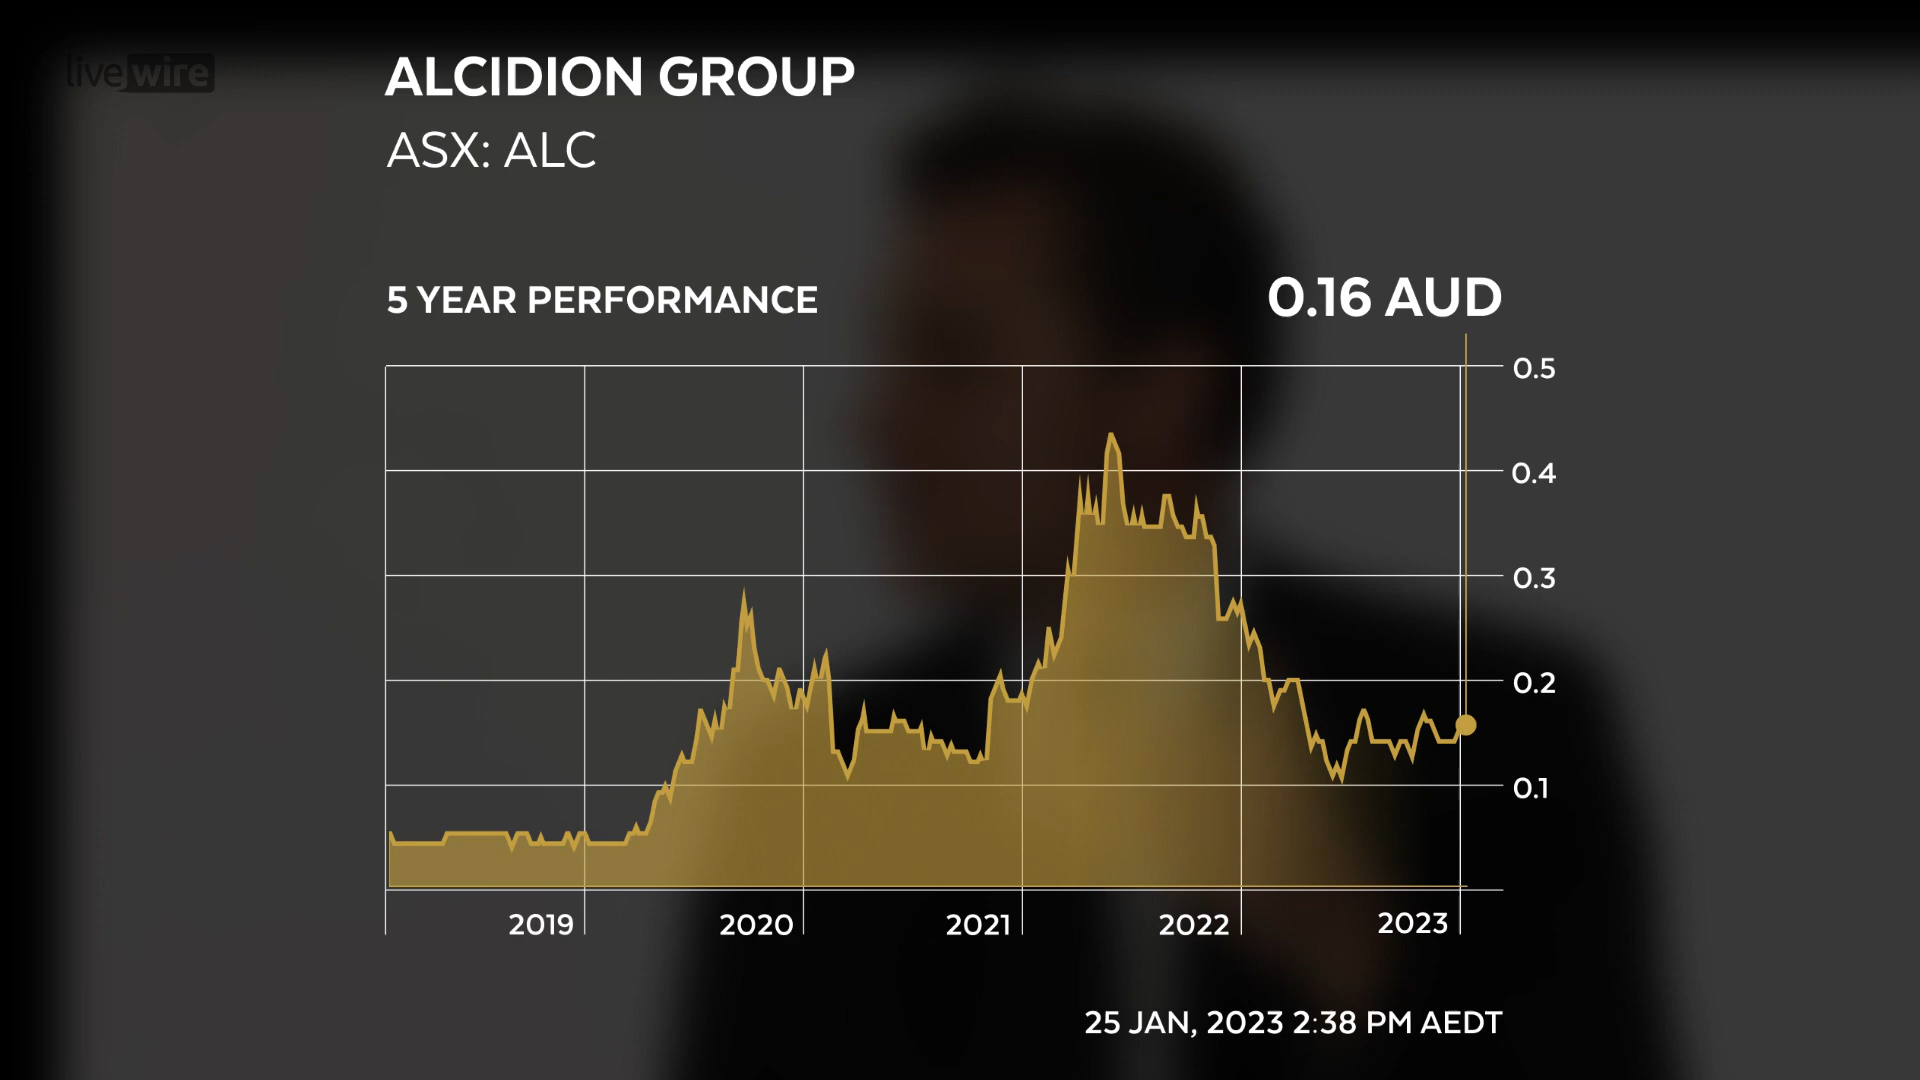 livewire
ALCIDION GROUP
ASX: ALC
5 YEAR PERFORMANCE
0.16 AUD
0.5
0.4
0.3
0.2
0.1
2019
2020
2021
2022
2023
25 JAN, 2023 2:38 PM AEDT